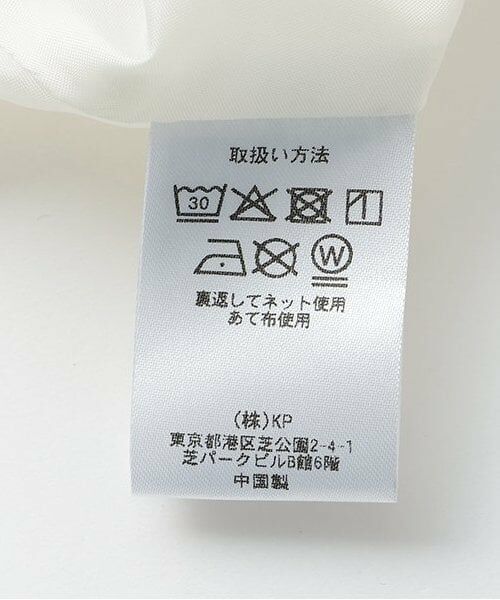 取扱い方法
30
W
裏返してネット使用
あて布使用
(株)KP
東京都港区芝公園2-4-1
芝パークビルB館6階
中国製